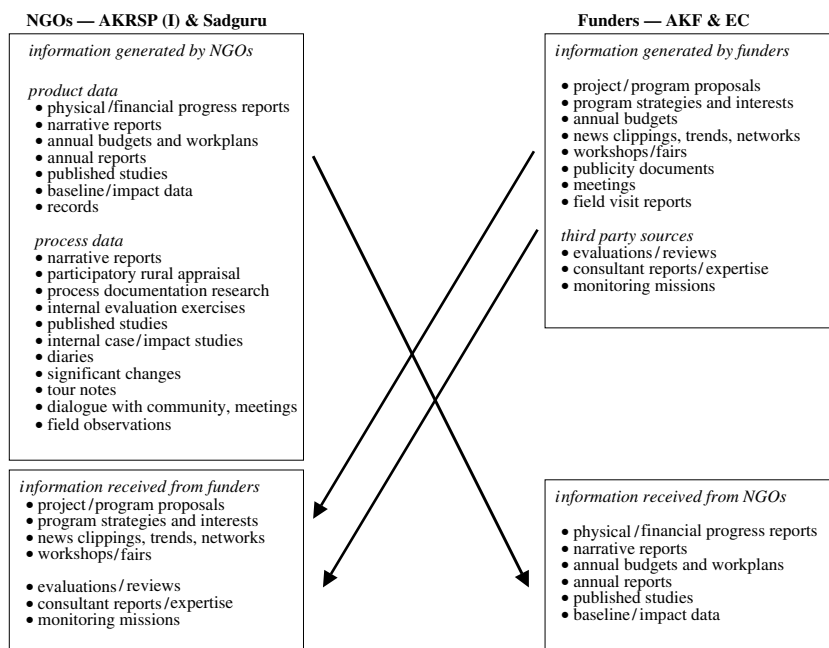 NGOs — AKRSP (I) & Sadguru
information generated by NGOs
product data
• physical/financial progress reports
• narrative reports
• annual budgets and workplans
• annual reports
• published studies
• baseline/impact data
• records
process data
• narrative reports
• participatory rural appraisal
• process documentation research
• internal evaluation exercises
• published studies
• internal case/impact studies
• diaries
• significant changes
• tour notes
• dialogue with community, meetings
• field observations
information received from funders
• project/program proposals
• program strategies and interests
• news clippings, trends, networks
• workshops/fairs
• evaluations/reviews
• consultant reports/expertise
• monitoring missions
Funders — AKF & EC
information generated by funders
• project/program proposals
• program strategies and interests
• annual budgets
• news clippings, trends, networks
• workshops/fairs
• publicity documents
• meetings
• field visit reports
third party sources
• evaluations/reviews
• consultant reports/expertise
• monitoring missions
information received from NGOs
• physical/financial progress reports
• narrative reports
• annual budgets and workplans
• annual reports
• published studies
• baseline/impact data